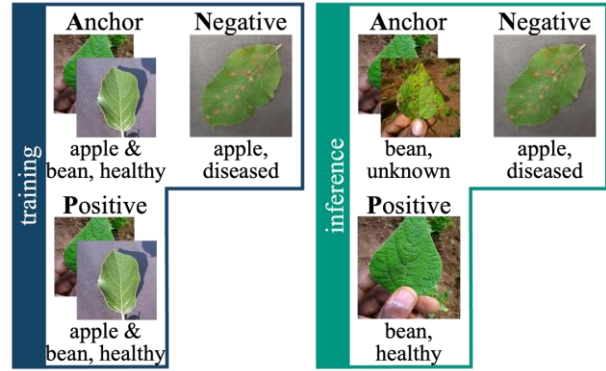 training
Anchor
Negative
apple &
bean, healthy
apple,
diseased
Positive
apple &
bean, healthy
inference
Anchor
Negative
bean,
unknown
apple,
diseased
Positive
bean,
healthy